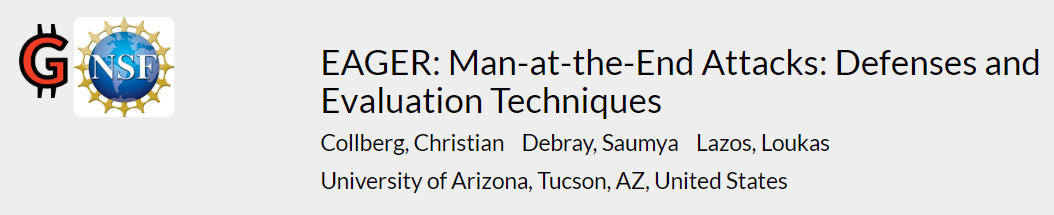 G NSF
EAGER: Man-at-the-End Attacks: Defenses and
Evaluation Techniques
Collberg, Christian Debray, Saumya Lazos, Loukas
University of Arizona, Tucson, AZ, United States